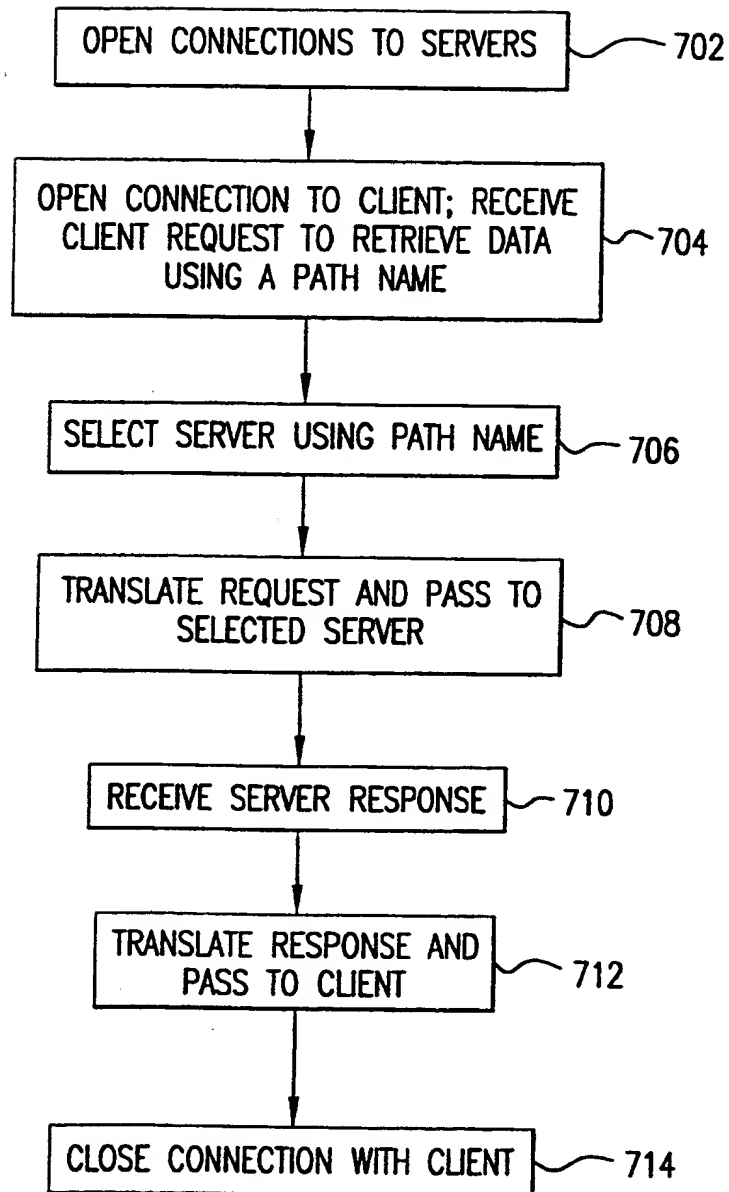 OPEN CONNECTIONS TO SERVERS
702
OPEN CONNECTION TO CLIENT; RECEIVE
CLIENT REQUEST TO RETRIEVE DATA
USING A PATH NAME
704
SELECT SERVER USING PATH NAME
706
TRANSLATE REQUEST AND PASS TO
SELECTED SERVER
708
RECEIVE SERVER RESPONSE
710
TRANSLATE RESPONSE AND
PASS TO CLIENT
712
CLOSE CONNECTION WITH CLIENT
714